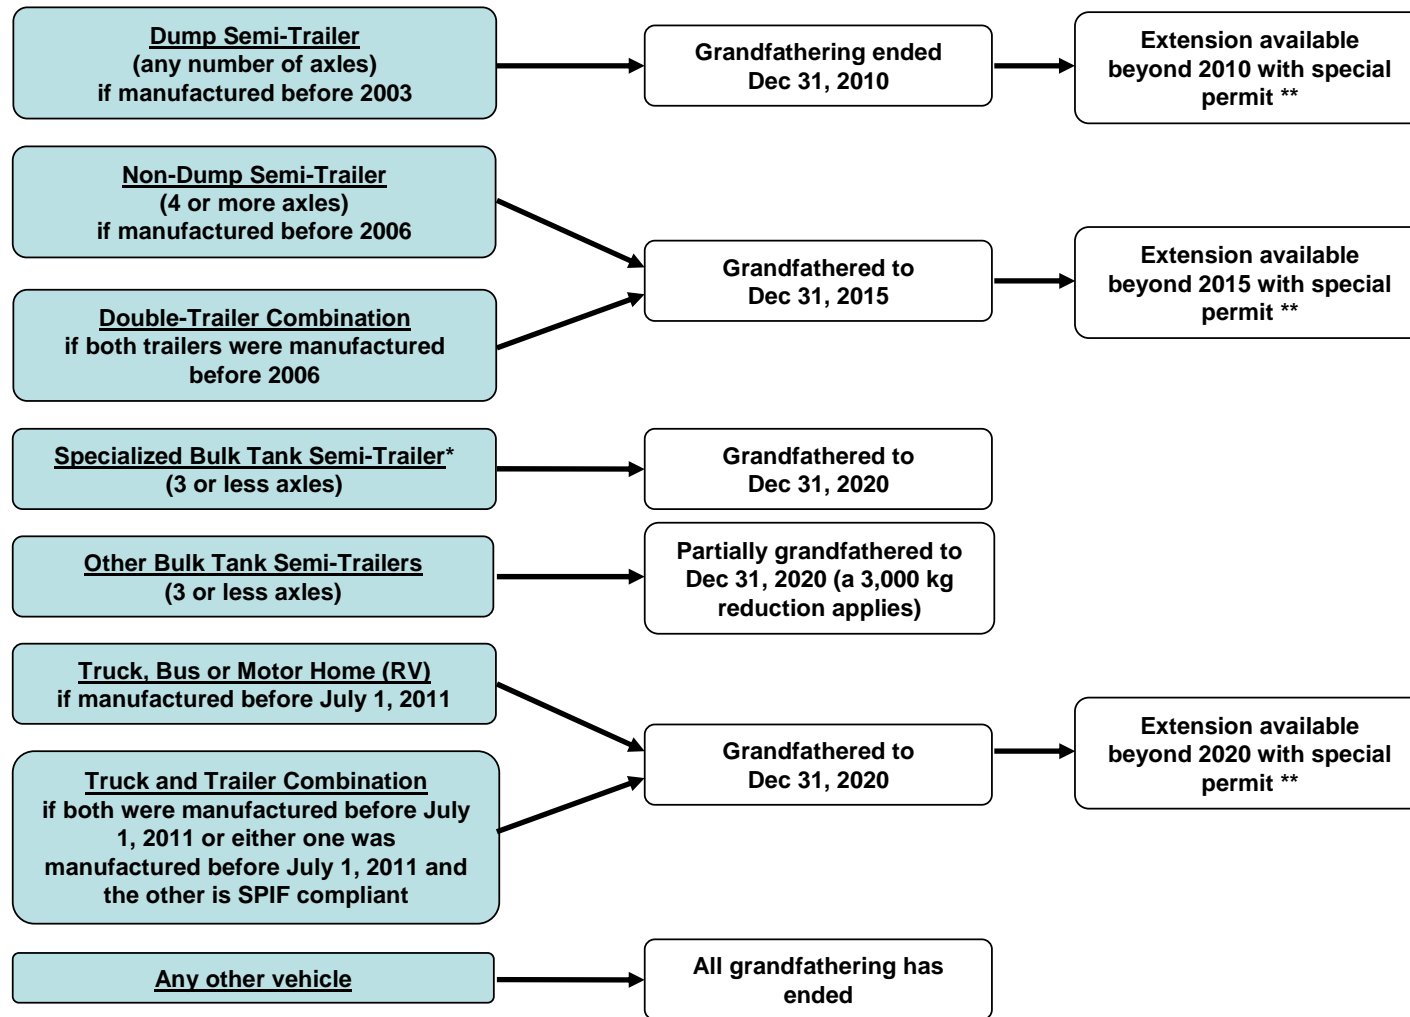 Dump Semi-Trailer
(any number of axles)
if manufactured before 2003
Grandfathering ended
Dec 31, 2010
Extension available
beyond 2010 with special
permit **
Non-Dump Semi-Trailer
(4 or more axles)
if manufactured before 2006
Double-Trailer Combination
if both trailers were manufactured
before 2006
Grandfathered to
Dec 31, 2015
Extension available
beyond 2015 with special
permit **
Specialized Bulk Tank Semi-Trailer*
(3 or less axles)
Grandfathered to
Dec 31, 2020
Other Bulk Tank Semi-Trailers
(3 or less axles)
Partially grandfathered to
Dec 31, 2020 (a 3,000 kg
reduction applies)
Truck, Bus or Motor Home (RV)
if manufactured before July 1, 2011
Truck and Trailer Combination
if both were manufactured before July
1, 2011 or either one was
manufactured before July 1, 2011 and
the other is SPIF compliant
Grandfathered to
Dec 31, 2020
Extension available
beyond 2020 with special
permit **
Any other vehicle
All grandfathering has
ended